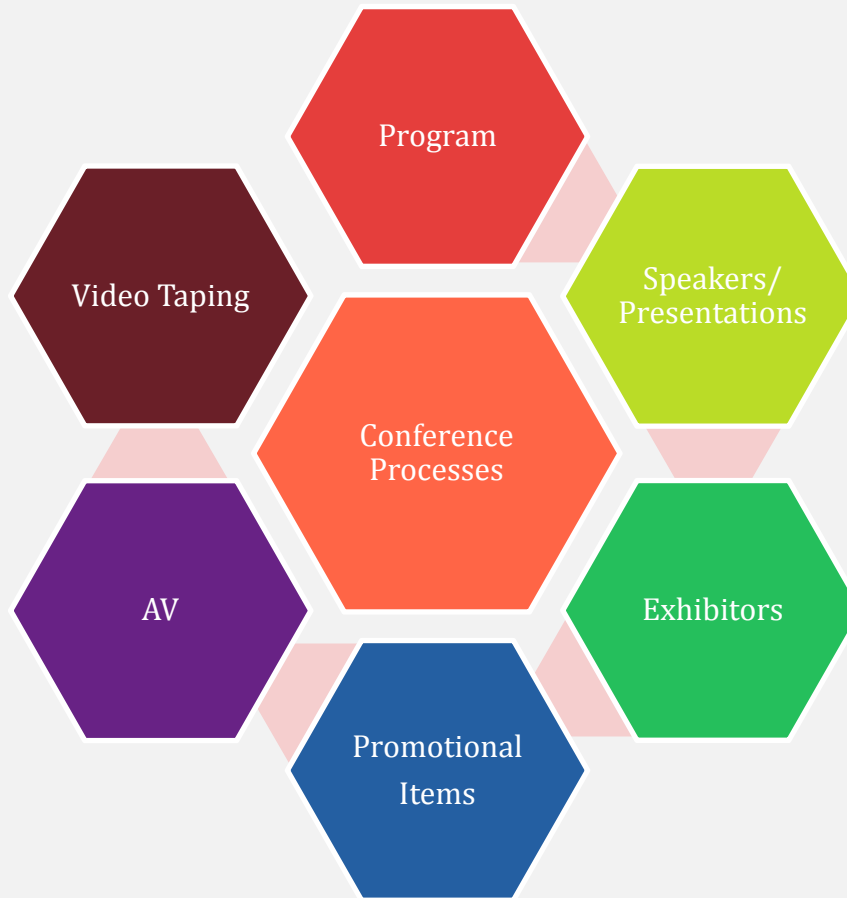 Program
Speakers/
Presentations
Video Taping
Conference
Processes
Exhibitors
AV
Promotional
Items